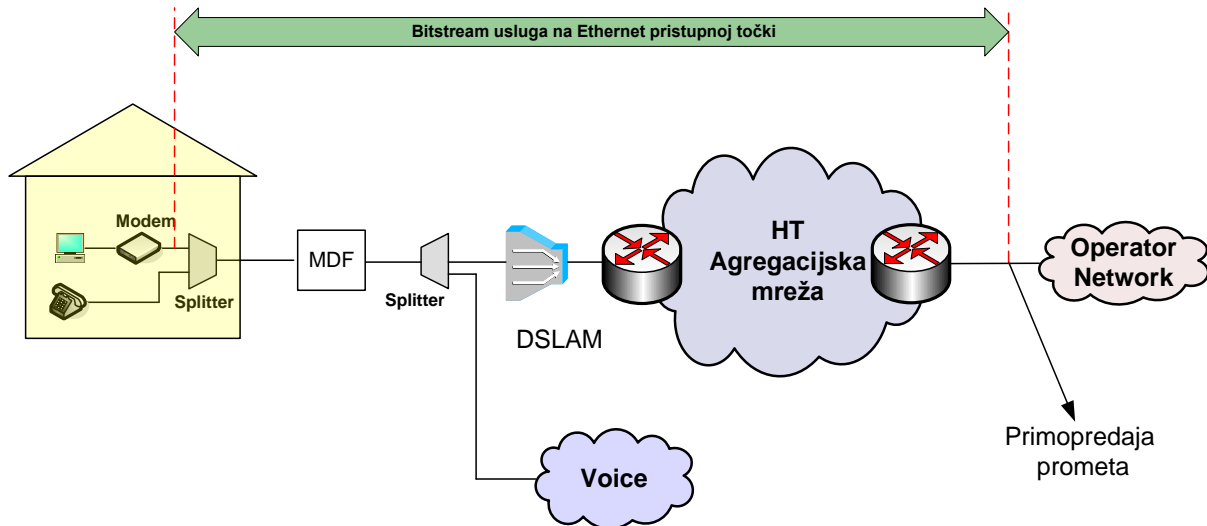 Bitstream usluga na Ethernet pristupnoj točki
Modem
Splitter
MDF
Splitter
DSLAM
HT
Agregacijska
mreža
Operator
Network
Voice
Primopredaja
prometa